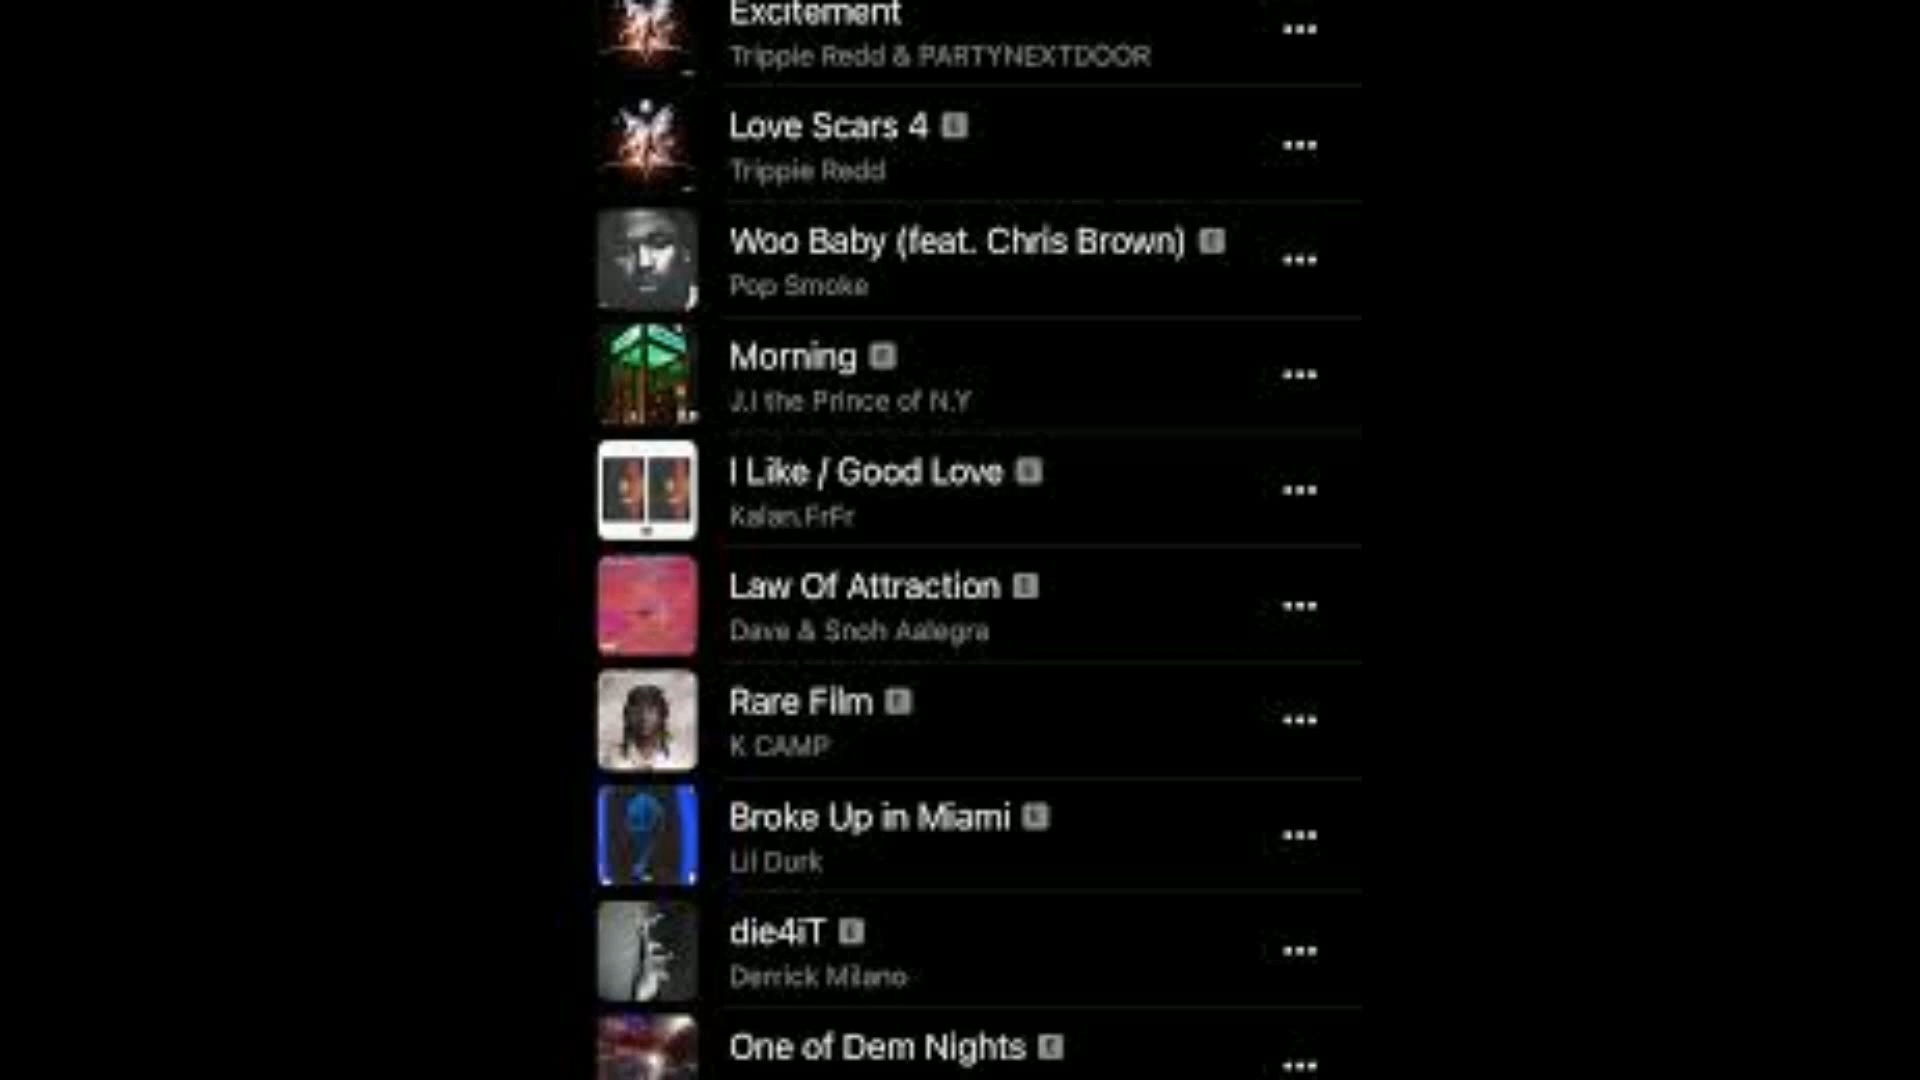 Excitement
Trippie Redd & PARTYNEXTDOOR
Love Scars 4 E
Trippie Redd
Woo Baby (feat. Chris Brown) E
Pop Smoke
Morning E
J.I the Prince of N.Y
I Like / Good Love E
Kalan.FrFr
Law Of Attraction E
Dave & Snoh Aalegra
Rare Film E
K CAMP
Broke Up in Miami E
Lil Durk
die4iT E
Derrick Milano
One of Dem Nights E